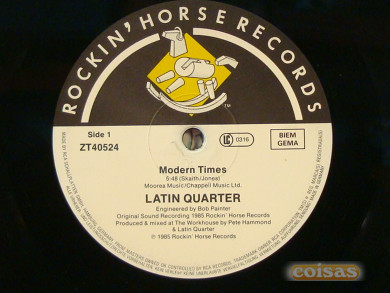 ROCKIN' HORSE RECORDS
TM
Side 1
ZT40524
LC 0316
BIEM
GEMA
Modern Times
5:48 (Skaith/Jones)
Moorea Music/Chappell Music Ltd.
LATIN QUARTER
Engineered by Bob Painter
Original Sound Recording 1985 Rockin' Horse Records
Produced & mixed at The Workhouse by Pete Hammond
& Latin Quarter
℗ 1985 Rockin' Horse Records
coisas